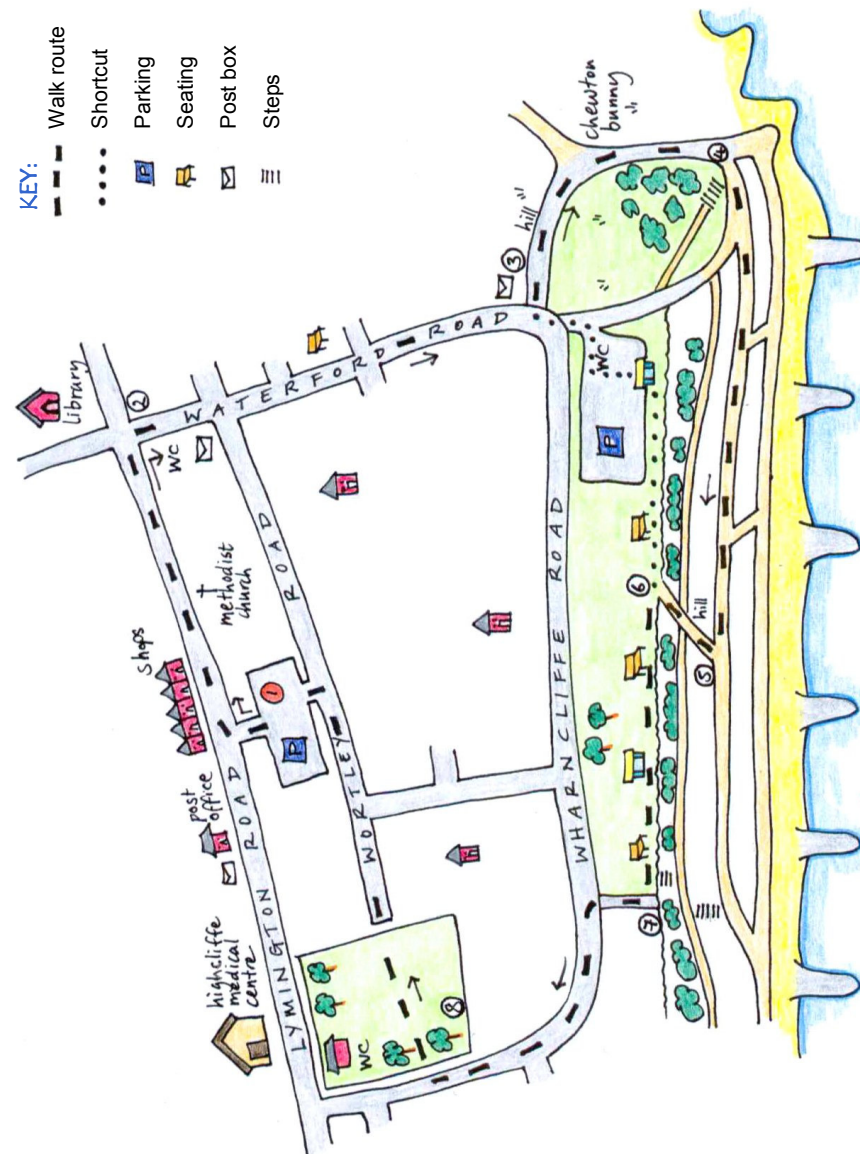 KEY:
Walk route
Shortcut
Parking
Seating
Post box
Steps
P
highcliffe
medical
centre
post
office
shops
library
LYMINGTON ROAD
WC
8
P
1
methodist
church
WC
2
WORTLEY ROAD
WATERFORD ROAD
3
"hill"
chewton
bunny
WHARNCLIFFE ROAD
P
WC
7
6
hill
5
4